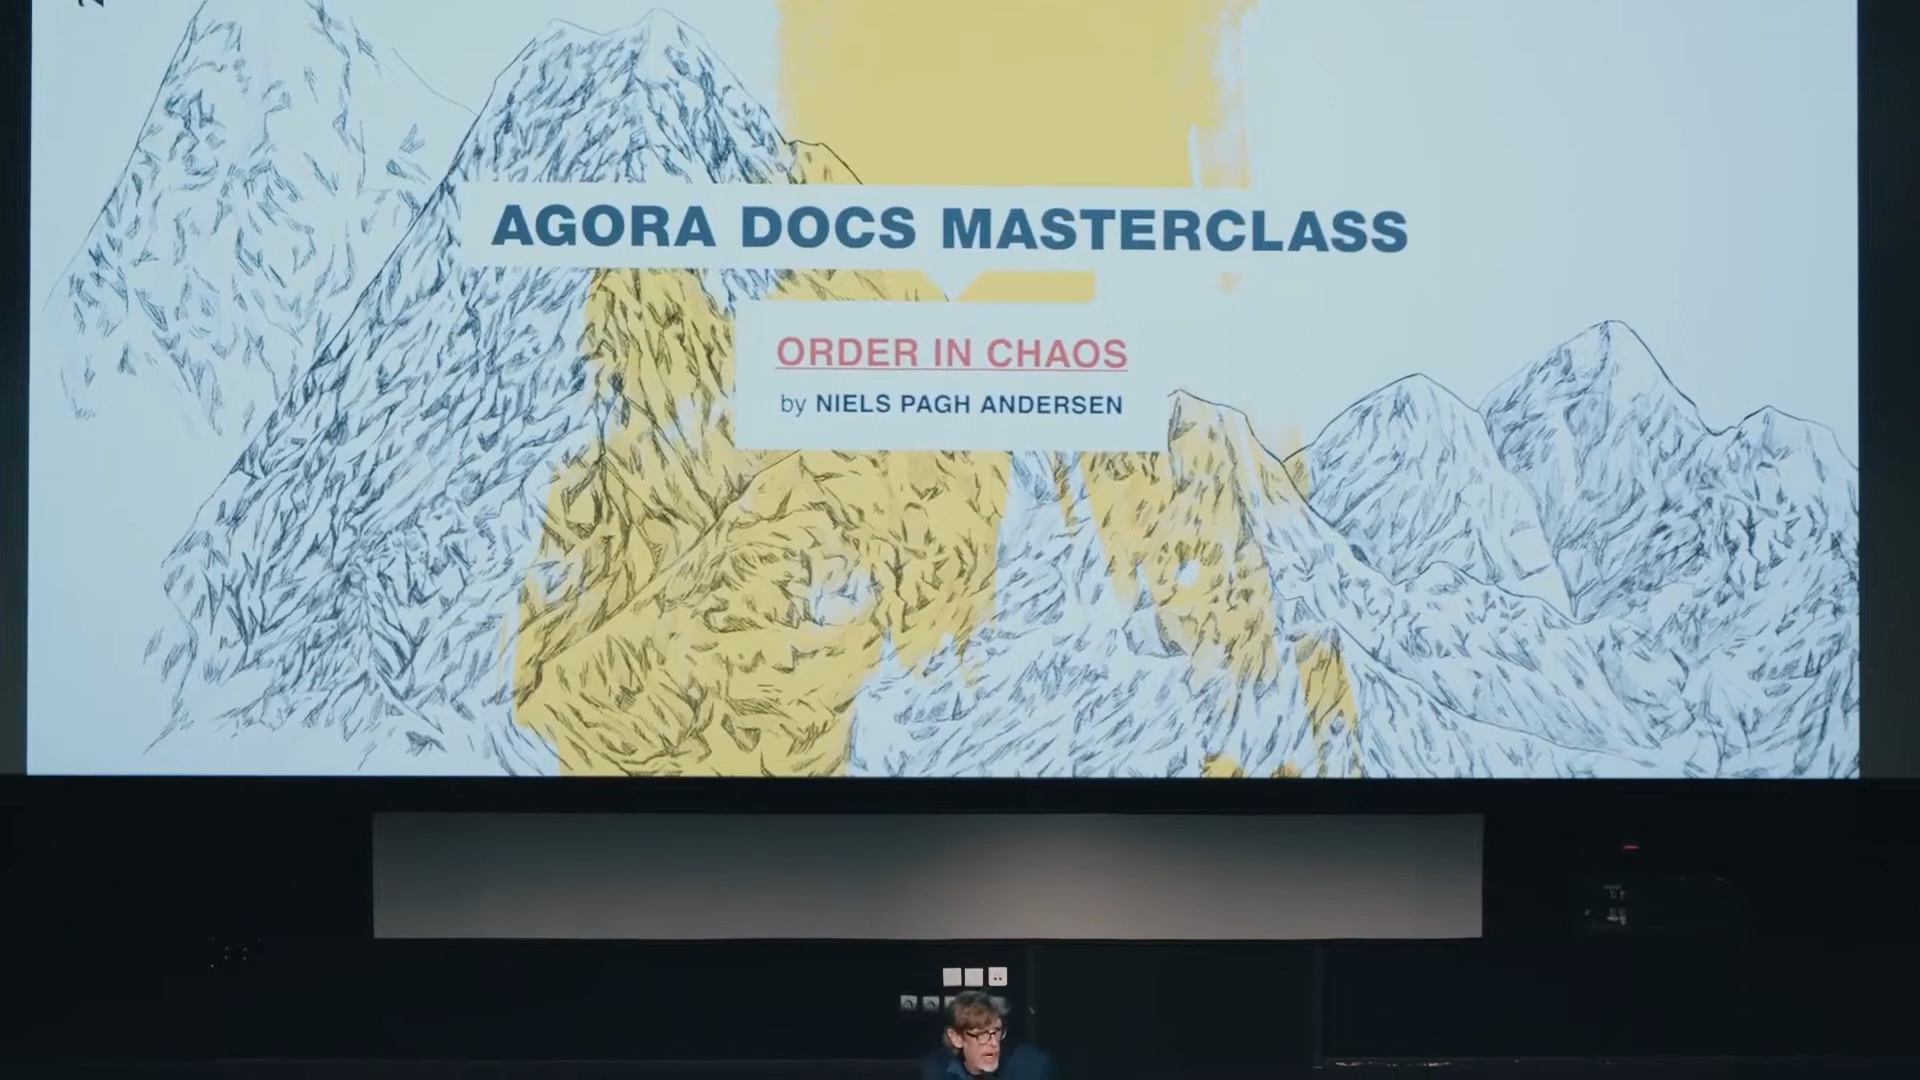 AGORA DOCS MASTERCLASS
ORDER IN CHAOS
by NIELS PAGH ANDERSEN